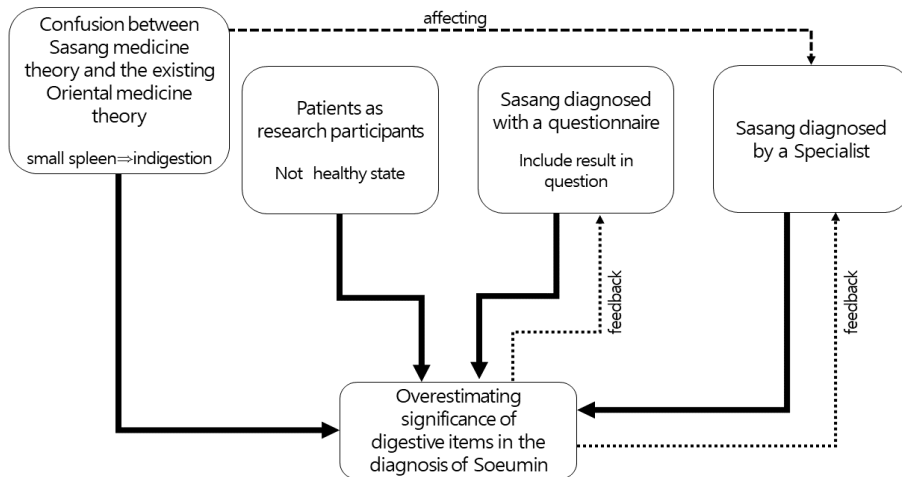 affecting
Confusion between
Sasang medicine
theory and the existing
Oriental medicine
theory
small spleen⇒indigestion
Patients as
research participants
Not healthy state
Sasang diagnosed
with a questionnaire
Include result in
question
Sasang diagnosed
by a Specialist
feedback
feedback
Overestimating
significance of
digestive items in the
diagnosis of Soeumin